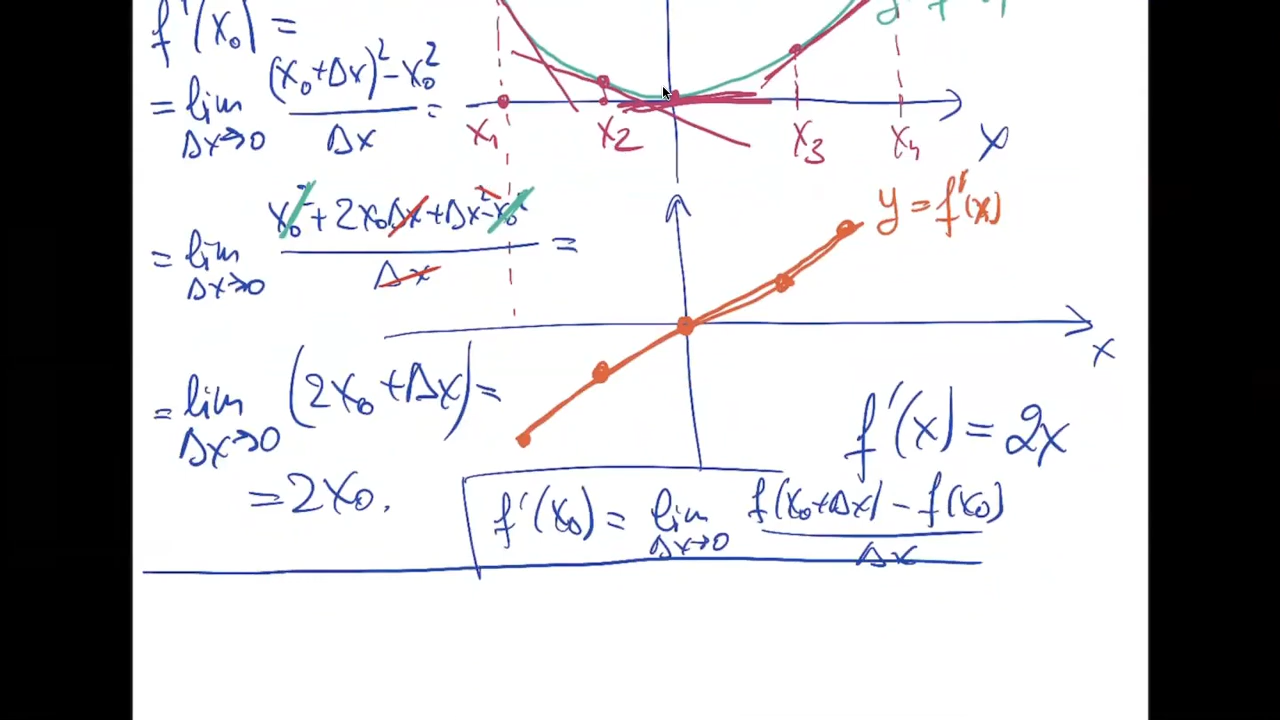 f'(x₀) =
= lim Δx→0 ((x₀+Δx)² − x₀²) / Δx =
x₁ x₂ x₃ x₄ x
= lim Δx→0 (x₀² + 2x₀Δx + Δx² − x₀²) / Δx =
y = f'(x)
x
= lim Δx→0 (2x₀ + Δx) =
f'(x) = 2x
= 2x₀.
f'(x₀) = lim Δx→0 (f(x₀+Δx) − f(x₀)) / Δx